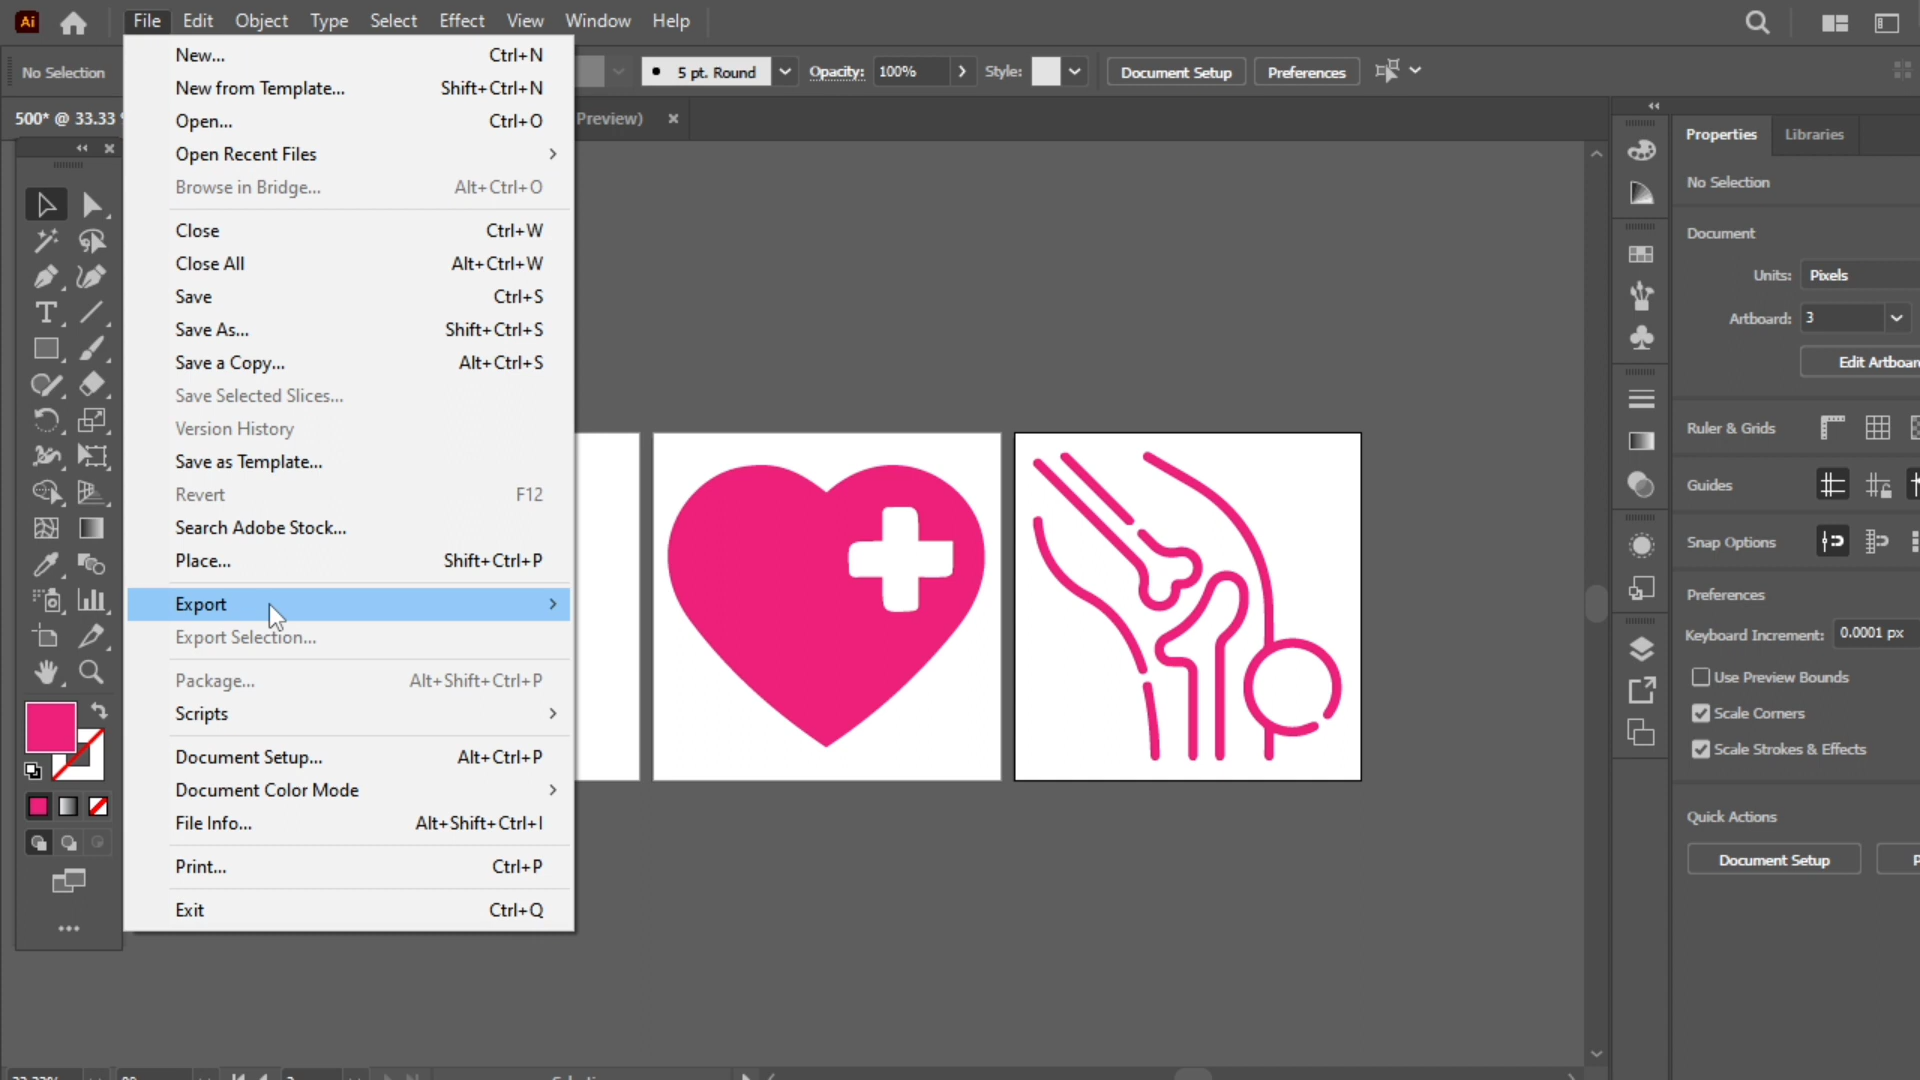 Ai
File Edit Object Type Select Effect View Window Help
No Selection
5 pt. Round
Opacity: 100%
Style:
Document Setup
Preferences
500* @ 33.33
Preview)
New... Ctrl+N
New from Template... Shift+Ctrl+N
Open... Ctrl+O
Open Recent Files
Browse in Bridge... Alt+Ctrl+O
Close Ctrl+W
Close All Alt+Ctrl+W
Save Ctrl+S
Save As... Shift+Ctrl+S
Save a Copy... Alt+Ctrl+S
Save Selected Slices...
Version History
Save as Template...
Revert F12
Search Adobe Stock...
Place... Shift+Ctrl+P
Export
Export Selection...
Package... Alt+Shift+Ctrl+P
Scripts
Document Setup... Alt+Ctrl+P
Document Color Mode
File Info... Alt+Shift+Ctrl+I
Print... Ctrl+P
Exit Ctrl+Q
Properties Libraries
No Selection
Document
Units: Pixels
Artboard: 3
Edit Artboar
Ruler & Grids
Guides
Snap Options
Preferences
Keyboard Increment: 0.0001 px
Use Preview Bounds
Scale Corners
Scale Strokes & Effects
Quick Actions
Document Setup